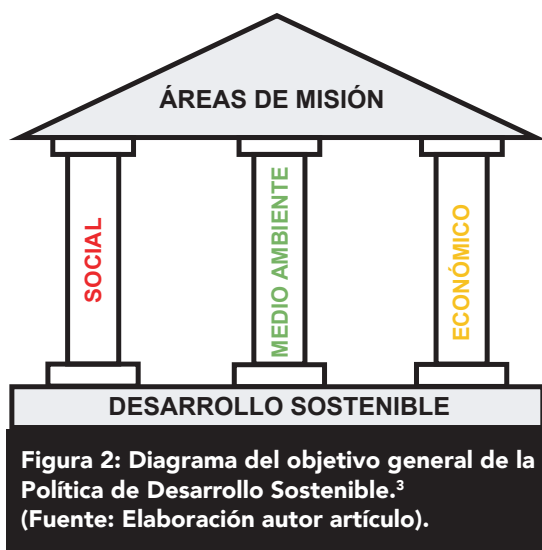 ÁREAS DE MISIÓN
SOCIAL
MEDIO AMBIENTE
ECONÓMICO
DESARROLLO SOSTENIBLE
Figura 2: Diagrama del objetivo general de la
Política de Desarrollo Sostenible.³
(Fuente: Elaboración autor artículo).